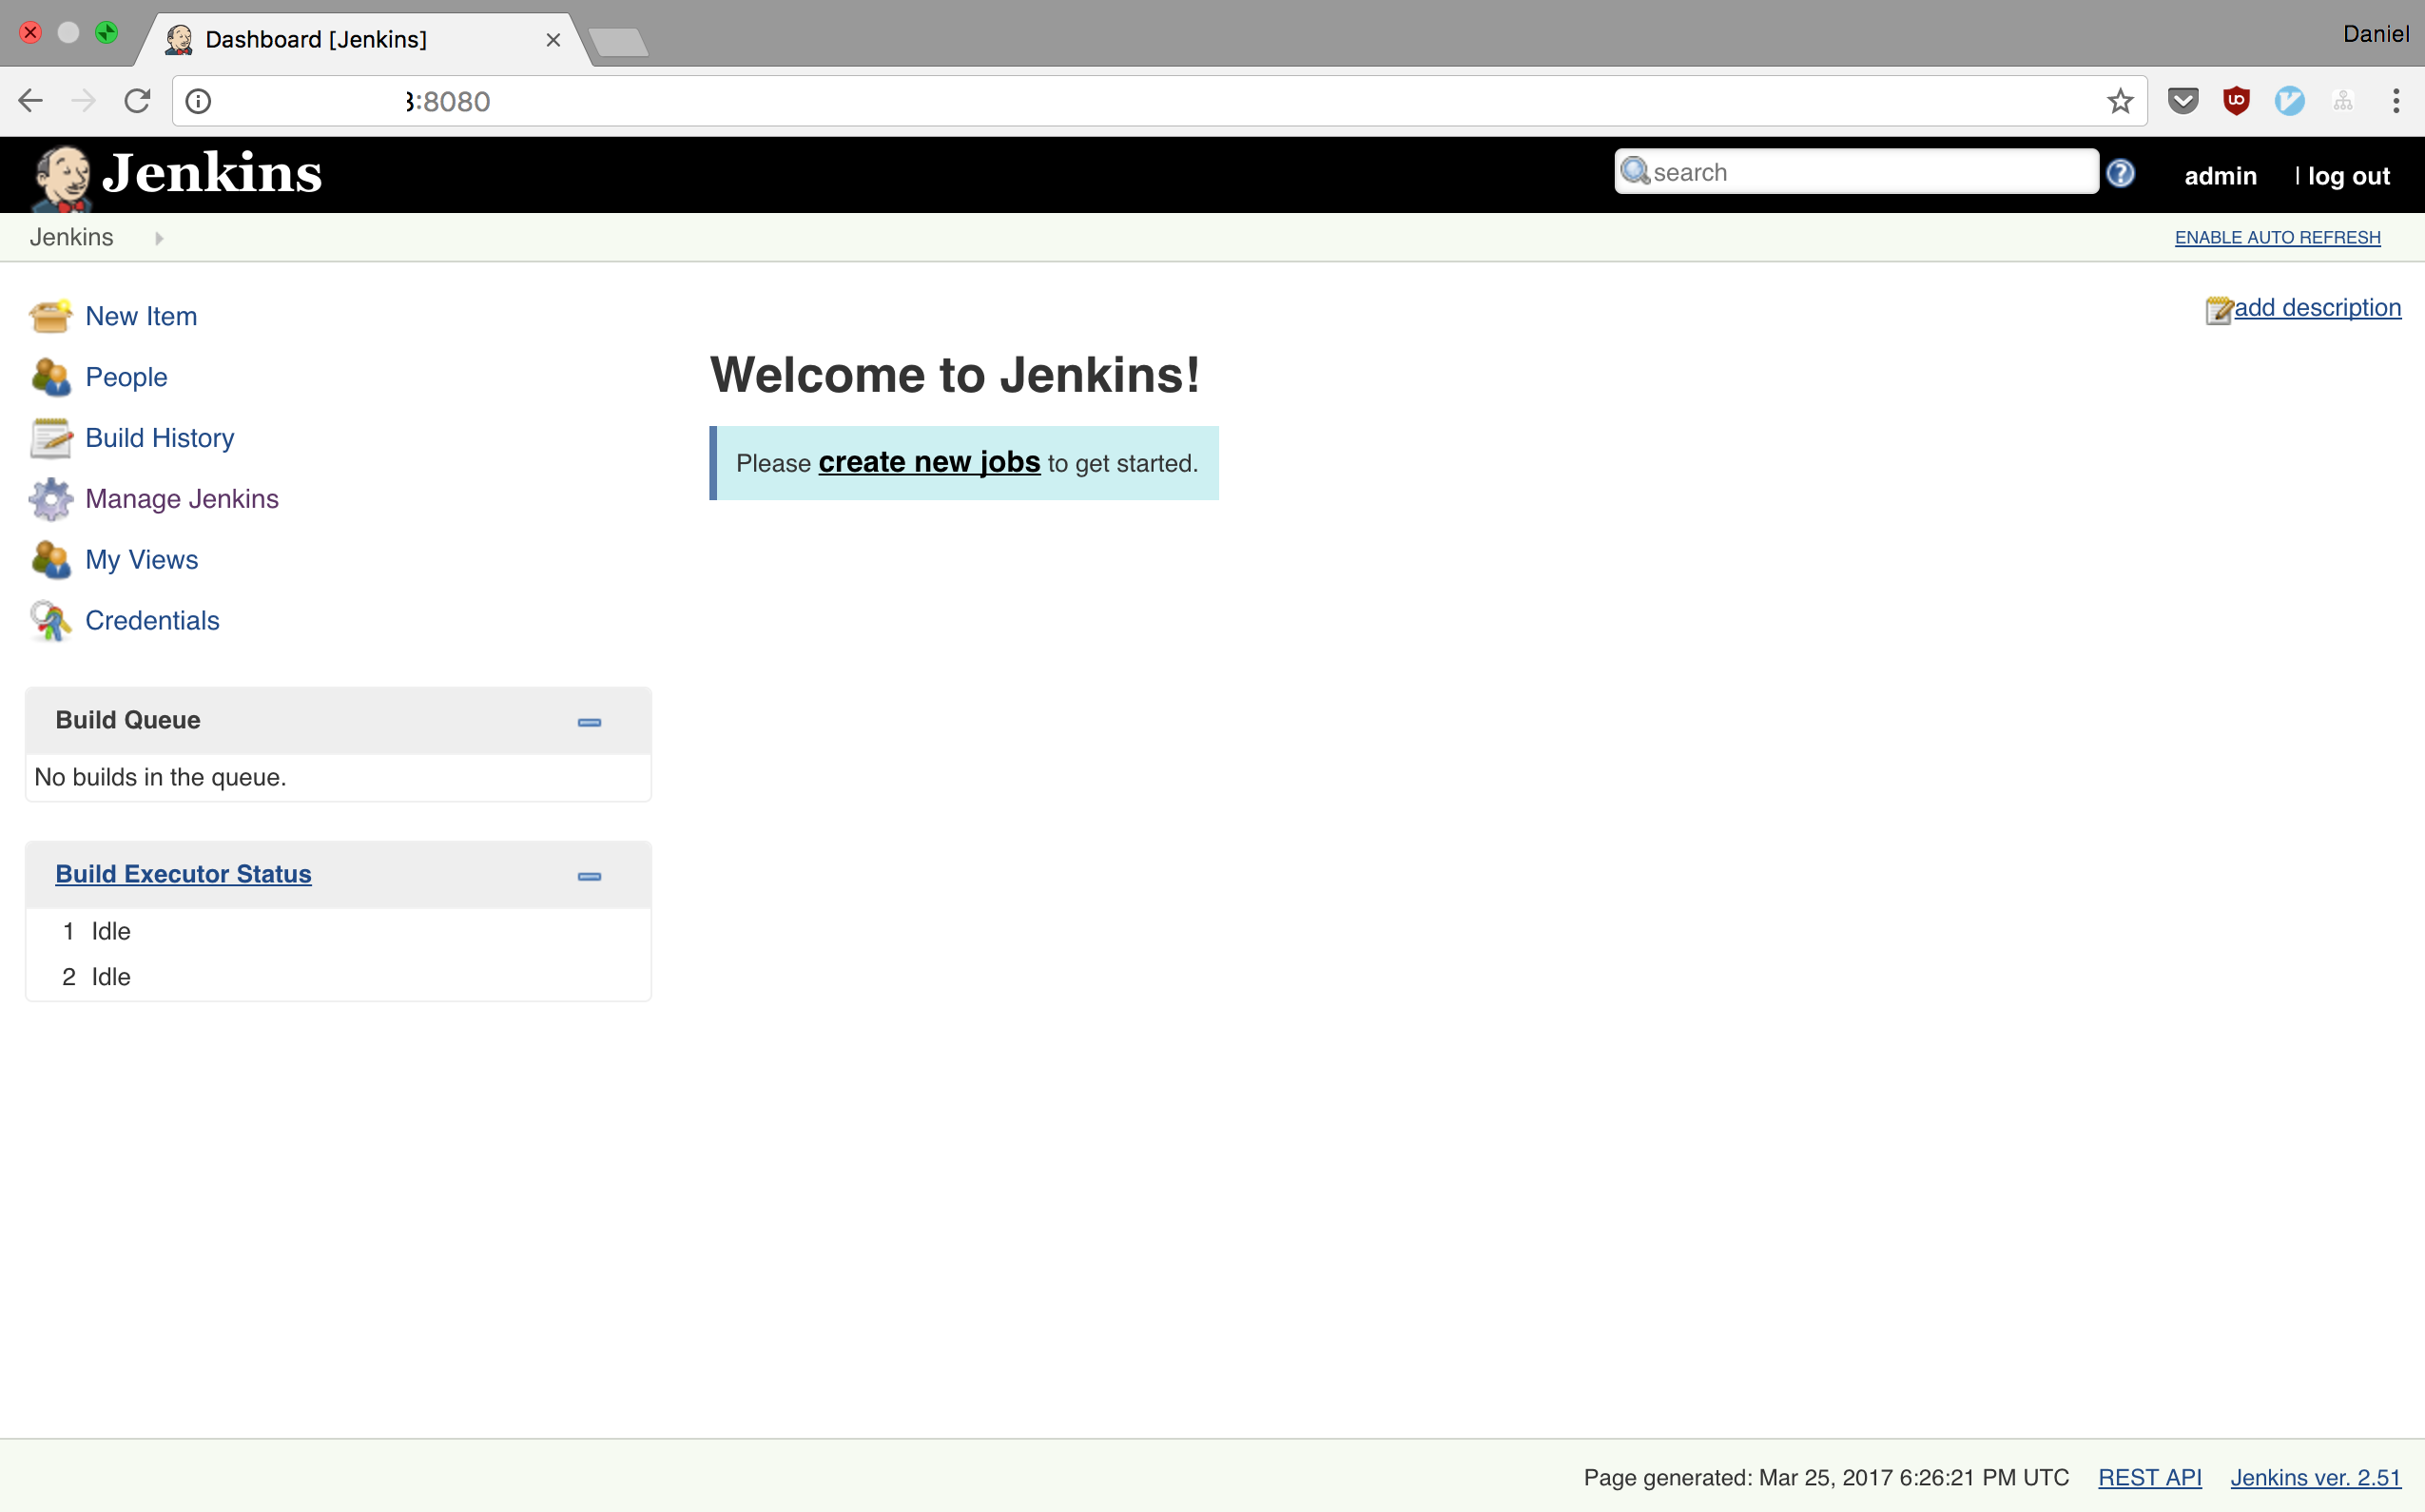 Dashboard [Jenkins]
Daniel
:8080
Jenkins
search
admin
| log out
Jenkins
ENABLE AUTO REFRESH
New Item
People
Build History
Manage Jenkins
My Views
Credentials
add description
Welcome to Jenkins!
Please create new jobs to get started.
Build Queue
No builds in the queue.
Build Executor Status
1 Idle
2 Idle
Page generated: Mar 25, 2017 6:26:21 PM UTC REST API Jenkins ver. 2.51